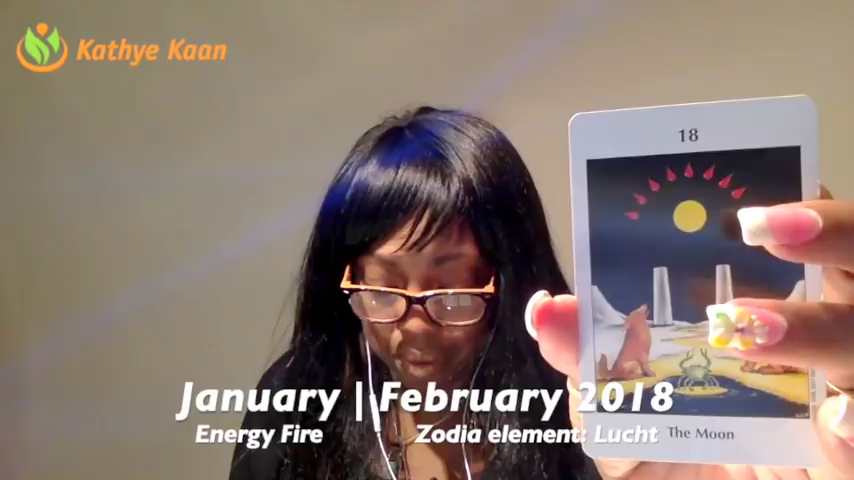 Kathye Kaan
18
January | February 2018
Energy Fire
Zodia element: Lucht
The Moon